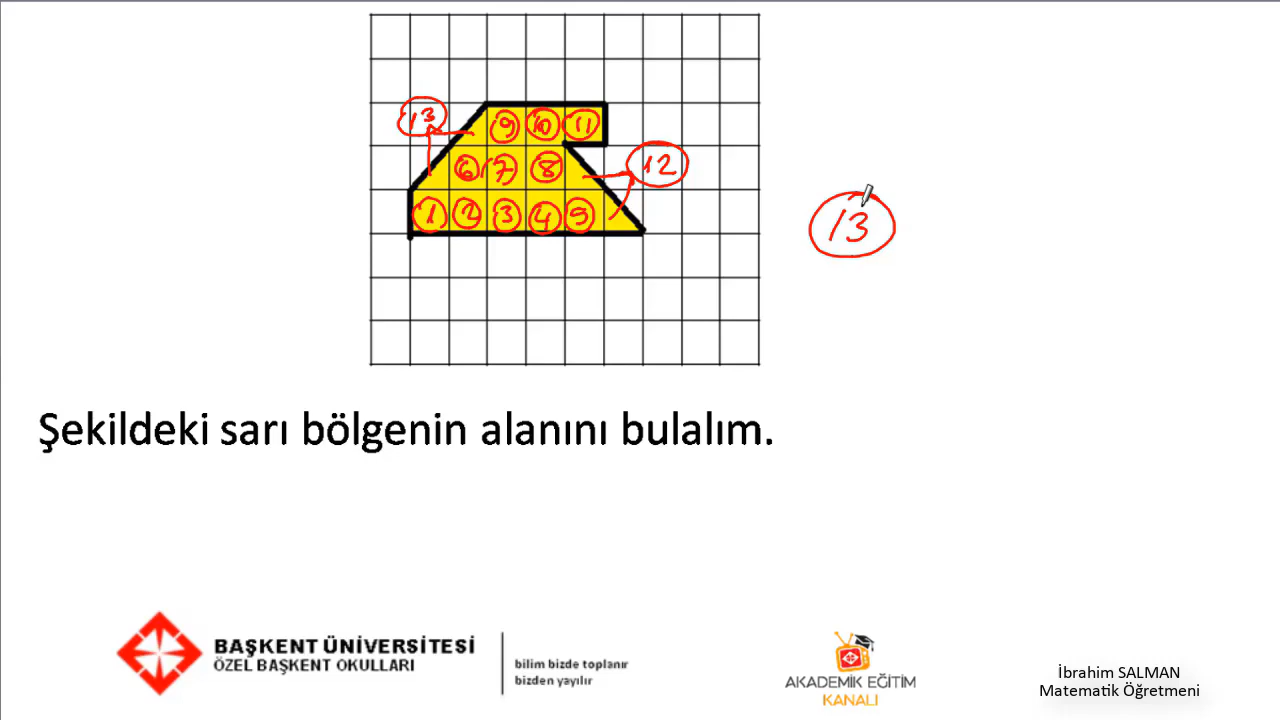 9 10 11
13
6 7 8
12
1 2 3 4 5
13
Şekildeki sarı bölgenin alanını bulalım.
BAŞKENT ÜNİVERSİTESİ
ÖZEL BAŞKENT OKULLARI
bilim bizde toplanır
bizden yayılır
AKADEMİK EĞİTİM
KANALI
İbrahim SALMAN
Matematik Öğretmeni